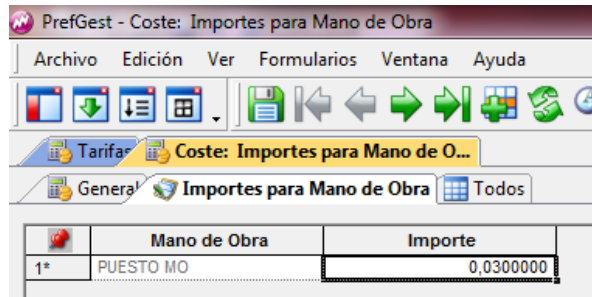 PrefGest - Coste: Importes para Mano de Obra
Archivo Edición Ver Formularios Ventana Ayuda
Tarifas Coste: Importes para Mano de O...
General Importes para Mano de Obra Todos
Mano de Obra Importe
1* PUESTO MO 0,0300000